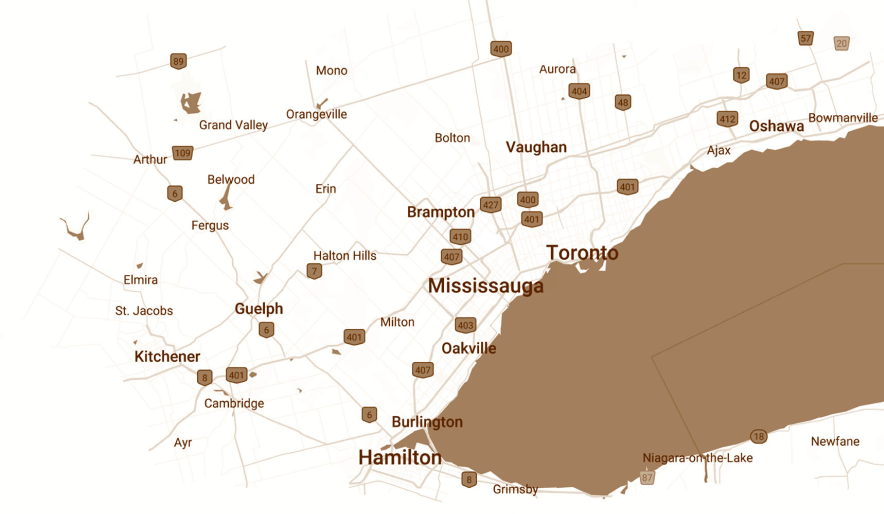 57
20
400
89
Mono
Aurora
12
407
404
48
Orangeville
Grand Valley
412
Oshawa
Bowmanville
Bolton
Vaughan
109
Arthur
Ajax
Belwood
Erin
401
6
427
400
Brampton
401
Fergus
410
Toronto
Halton Hills
407
7
Elmira
Mississauga
St. Jacobs
Guelph
Milton
403
6
401
Oakville
Kitchener
407
8
401
Cambridge
6
Burlington
18
Ayr
Newfane
Hamilton
Niagara-on-the-Lake
87
8
Grimsby